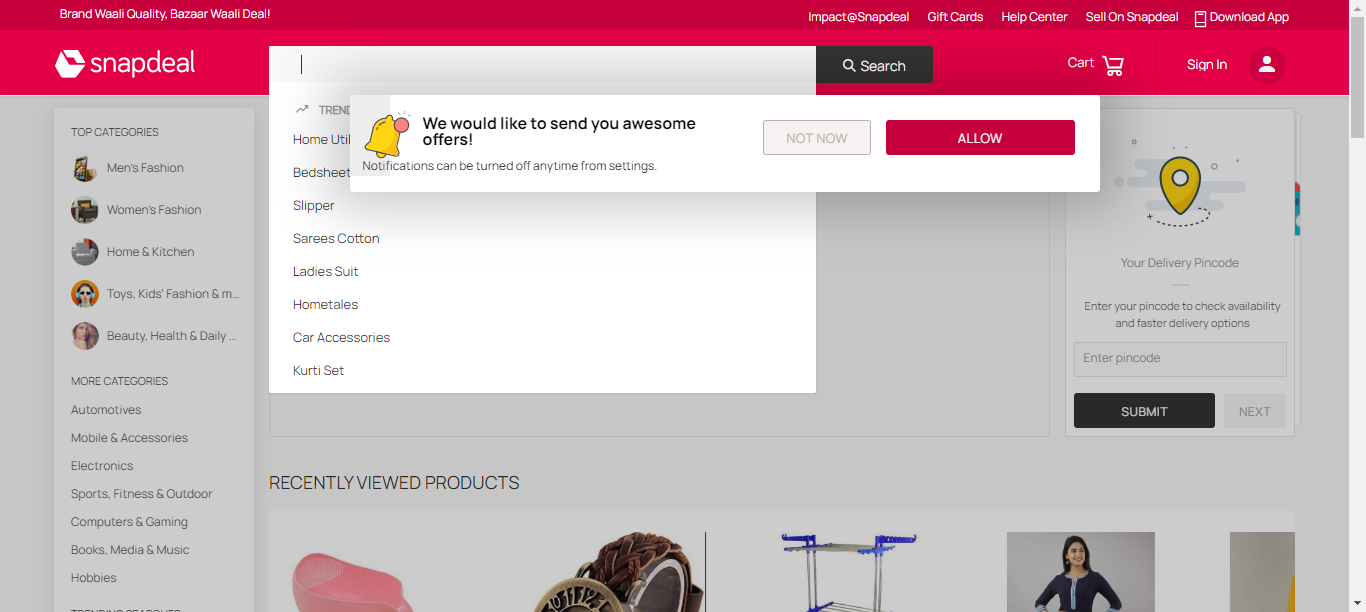 Brand Waali Quality, Bazaar Waali Deal!
Impact@Snapdeal
Gift Cards
Help Center
Sell On Snapdeal
Download App
snapdeal
Search
Cart
Sign In
TOP CATEGORIES
Men's Fashion
Women's Fashion
Home & Kitchen
Toys, Kids' Fashion & m...
Beauty, Health & Daily ...
MORE CATEGORIES
Automotives
Mobile & Accessories
Electronics
Sports, Fitness & Outdoor
Computers & Gaming
Books, Media & Music
Hobbies
TRENDING SEARCHES
TREND
Home Util
Bedsheet
Slipper
Sarees Cotton
Ladies Suit
Hometales
Car Accessories
Kurti Set
We would like to send you awesome
offers!
Notifications can be turned off anytime from settings.
NOT NOW
ALLOW
Your Delivery Pincode
Enter your pincode to check availability
and faster delivery options
Enter pincode
SUBMIT
NEXT
RECENTLY VIEWED PRODUCTS